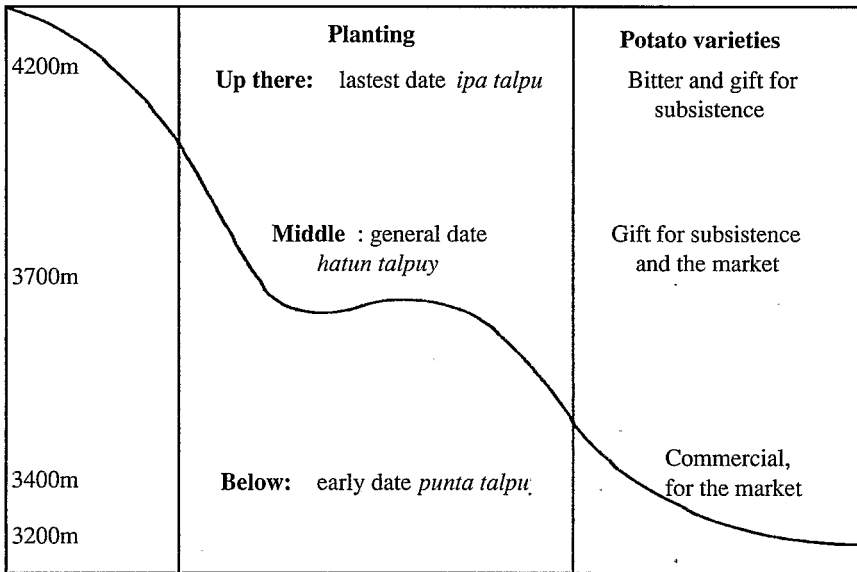 Planting
Potato varieties
4200m
Up there: lastest date ipa talpu
Bitter and gift for
subsistence
3700m
Middle : general date
hatun talpuy
Gift for subsistence
and the market
3400m
Below: early date punta talpu
Commercial,
for the market
3200m